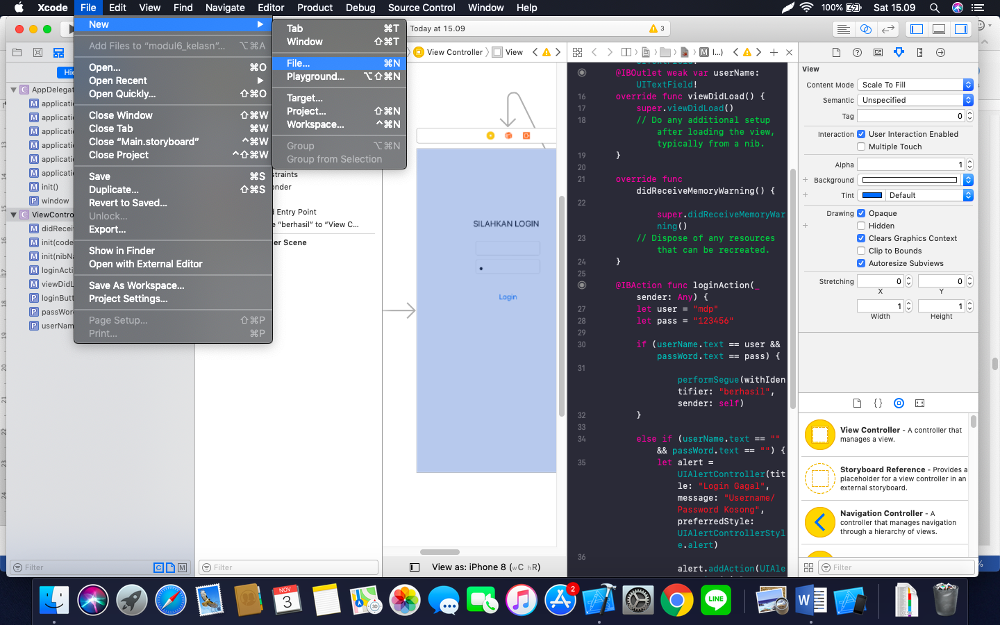 Xcode File Edit View Find Navigate Editor Product Debug Source Control Window Help 100% Sat 15.09
New
Add Files to “modul6_kelasn”... ⌥⌘A
Open... ⌘O
Open Recent
Open Quickly... ⇧⌘O
Close Window ⇧⌘W
Close Tab ⌘W
Close “Main.storyboard” ^⌘W
Close Project ^⇧⌘W
Save ⌘S
Duplicate... ⇧⌘S
Revert to Saved...
Unlock...
Export...
Show in Finder
Open with External Editor
Save As Workspace...
Project Settings...
Page Setup... ⇧⌘P
Print... ⌘P
Tab ⌘T
Window ⇧⌘T
File... ⌘N
Playground... ⌥⇧⌘N
Target...
Project... ⇧⌘N
Workspace... ^⌘N
Group ⌥⌘N
Group from Selection
Today at 15.09
3
Hi
C AppDelega
M applicatio
M applicatio
M applicatio
M applicatio
M applicatio
M applicatio
M init()
P window
C ViewContro
M didReceiv
M init(code
M init(nibNa
M loginActi
M viewDidL
P loginButt
P passWor
P userNam
Filter
C M
straints
onder
d Entry Point
e “berhasil” to “View C...
er Scene
Filter
View Controller View
SILAHKAN LOGIN
Login
View as: iPhone 8 (wC hR)
M )
UITextField!
@IBOutlet weak var userName:
UITextField!
16 override func viewDidLoad() {
17 super.viewDidLoad()
18 // Do any additional setup
after loading the view,
typically from a nib.
19 }
20
21 override func
didReceiveMemoryWarning() {
22
super.didReceiveMemoryWar
ning()
23 // Dispose of any resources
that can be recreated.
24 }
25
@IBAction func loginAction(_
sender: Any) {
27 let user = "mdp"
28 let pass = "123456"
29
30 if (userName.text == user &&
passWord.text == pass) {
31
performSegue(withIden
tifier: "berhasil",
sender: self)
32 }
33
34 else if (userName.text == ""
&& passWord.text == "") {
35 let alert =
UIAlertController(tit
le: "Login Gagal",
message: "Username/
Password Kosong",
preferredStyle:
UIAlertControllerStyl
e.alert)
36
alert.addAction(UIAle
View
Content Mode Scale To Fill
Semantic Unspecified
Tag 0
Interaction User Interaction Enabled
Multiple Touch
Alpha 1
Background
Tint Default
Drawing Opaque
Hidden
Clears Graphics Context
Clip to Bounds
Autoresize Subviews
Stretching 0 0
X Y
1 1
Width Height
{ }
View Controller - A controller that
manages a view.
Storyboard Reference - Provides a
placeholder for a view controller in an
external storyboard.
Navigation Controller - A
controller that manages navigation
through a hierarchy of views.
Filter
NOV
3
2
LINE
W